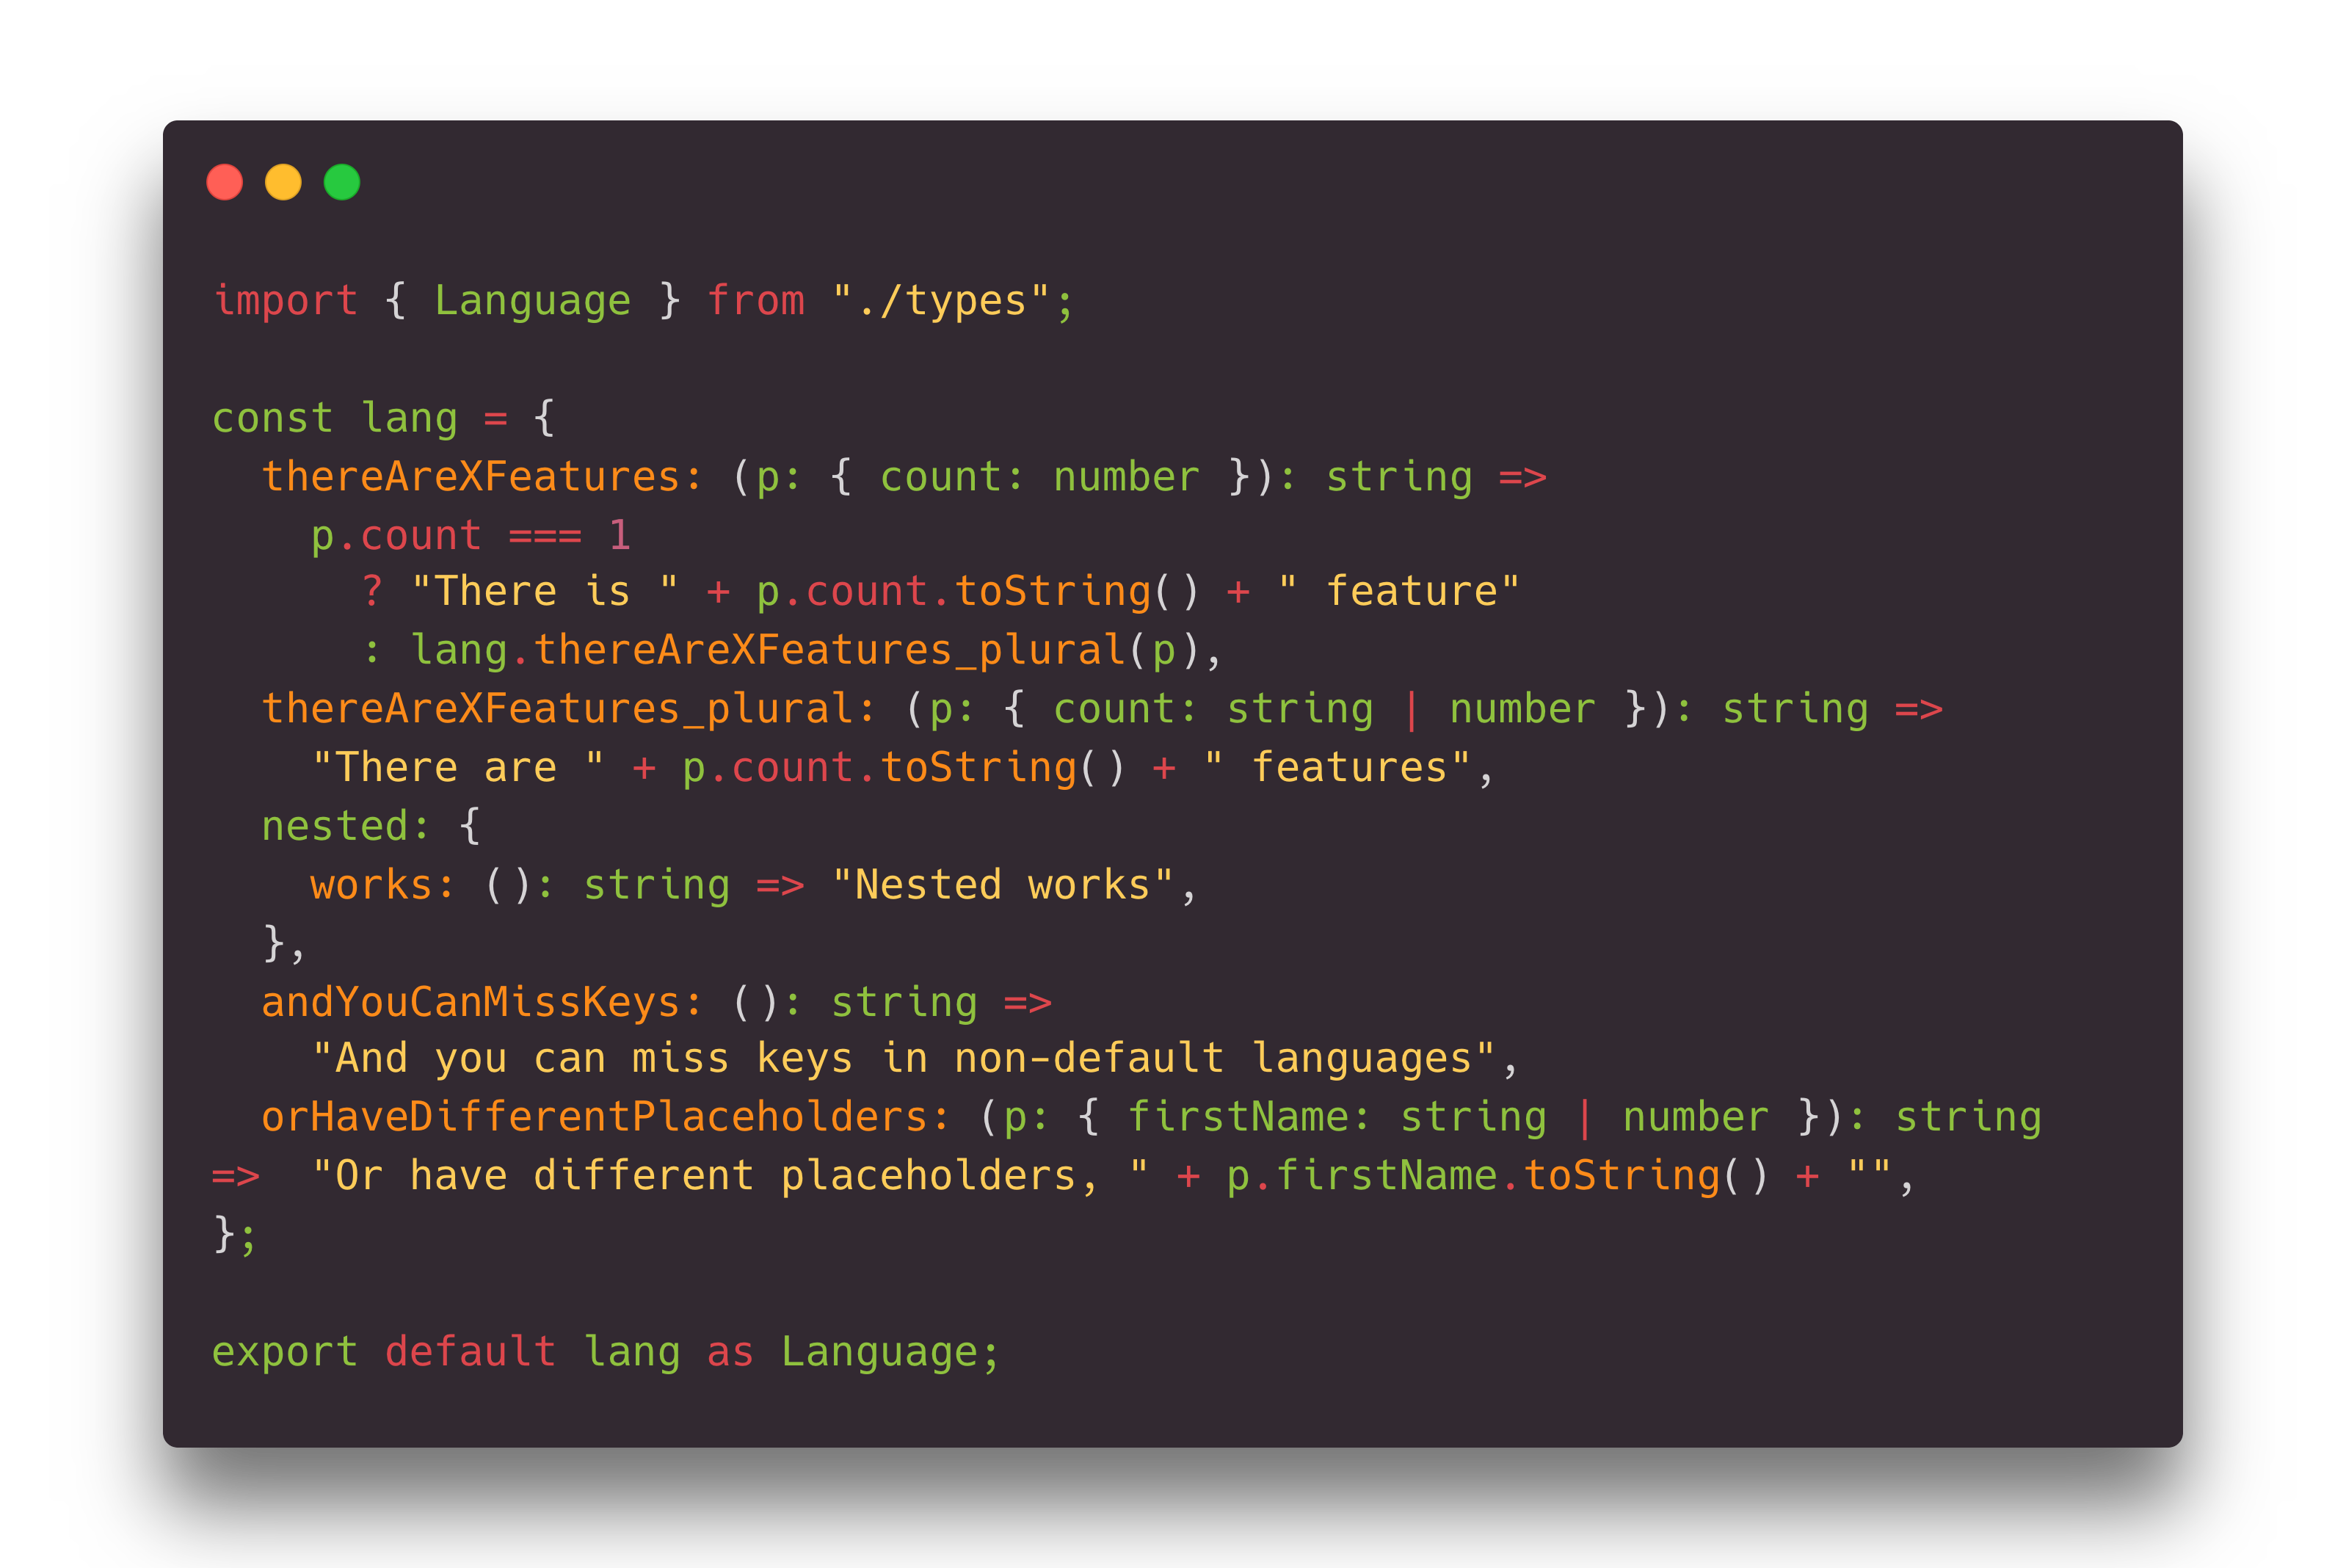 import { Language } from "./types";

const lang = {
  thereAreXFeatures: (p: { count: number }): string =>
    p.count === 1
      ? "There is " + p.count.toString() + " feature"
      : lang.thereAreXFeatures_plural(p),
  thereAreXFeatures_plural: (p: { count: string | number }): string =>
    "There are " + p.count.toString() + " features",
  nested: {
    works: (): string => "Nested works",
  },
  andYouCanMissKeys: (): string =>
    "And you can miss keys in non-default languages",
  orHaveDifferentPlaceholders: (p: { firstName: string | number }): string
=>  "Or have different placeholders, " + p.firstName.toString() + "",
};

export default lang as Language;